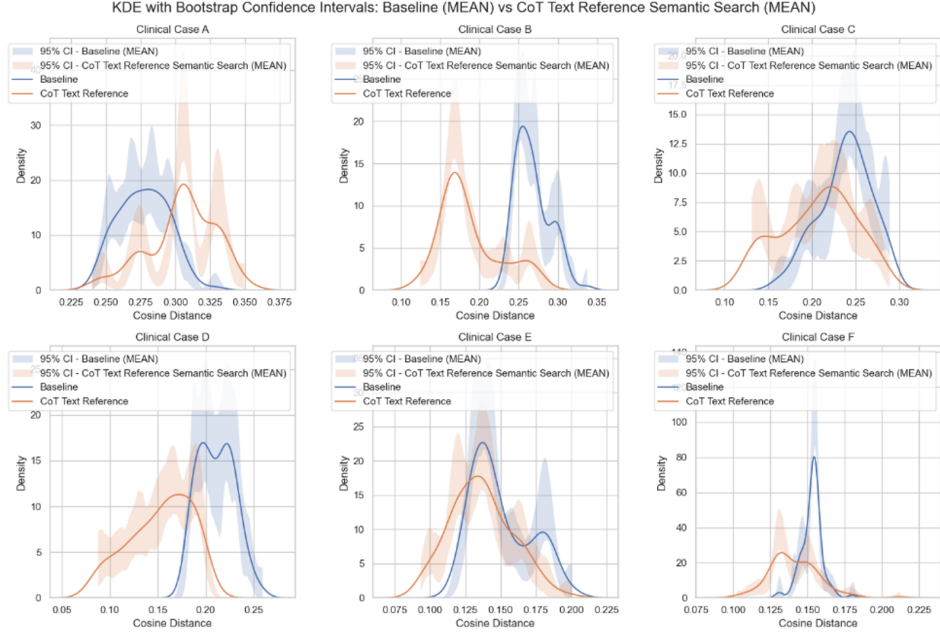 KDE with Bootstrap Confidence Intervals: Baseline (MEAN) vs CoT Text Reference Semantic Search (MEAN)
Clinical Case A
95% CI - Baseline (MEAN)
95% CI - CoT Text Reference Semantic Search (MEAN)
Baseline
CoT Text Reference
40
30
20
10
0
Density
0.225 0.250 0.275 0.300 0.325 0.350 0.375
Cosine Distance
Clinical Case B
95% CI - Baseline (MEAN)
95% CI - CoT Text Reference Semantic Search (MEAN)
Baseline
CoT Text Reference
25
20
15
10
5
0
Density
0.10 0.15 0.20 0.25 0.30 0.35
Cosine Distance
Clinical Case C
95% CI - Baseline (MEAN)
95% CI - CoT Text Reference Semantic Search (MEAN)
Baseline
CoT Text Reference
20.0
17.5
15.0
12.5
10.0
7.5
5.0
2.5
0.0
Density
0.10 0.15 0.20 0.25 0.30
Cosine Distance
Clinical Case D
95% CI - Baseline (MEAN)
95% CI - CoT Text Reference Semantic Search (MEAN)
Baseline
CoT Text Reference
25
20
15
10
5
0
Density
0.05 0.10 0.15 0.20 0.25
Cosine Distance
Clinical Case E
95% CI - Baseline (MEAN)
95% CI - CoT Text Reference Semantic Search (MEAN)
Baseline
CoT Text Reference
30
25
20
15
10
5
0
Density
0.075 0.100 0.125 0.150 0.175 0.200 0.225
Cosine Distance
Clinical Case F
95% CI - Baseline (MEAN)
95% CI - CoT Text Reference Semantic Search (MEAN)
Baseline
CoT Text Reference
140
120
100
80
60
40
20
0
Density
0.075 0.100 0.125 0.150 0.175 0.200 0.225
Cosine Distance